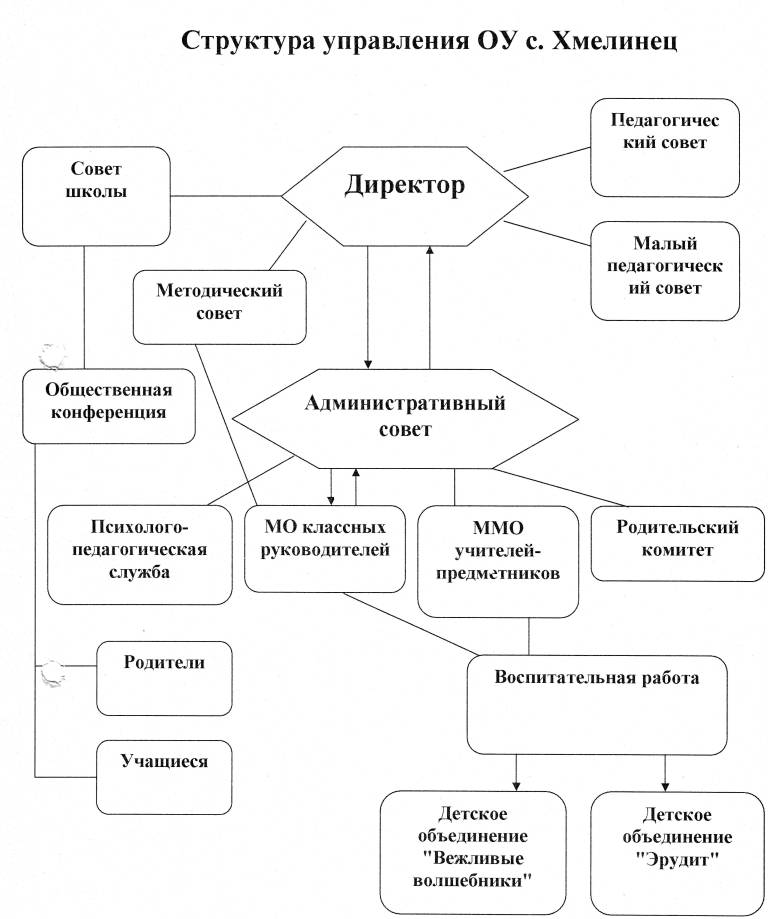 Структура управления ОУ с. Хмелинец
Педагогичес
кий совет
Совет
школы
Директор
Малый
педагогическ
ий совет
Методический
совет
Общественная
конференция
Административный
совет
Психолого-
педагогическая
служба
МО классных
руководителей
ММО
учителей-
предметников
Родительский
комитет
Родители
Воспитательная работа
Учащиеся
Детское
объединение
"Вежливые
волшебники"
Детское
объединение
"Эрудит"